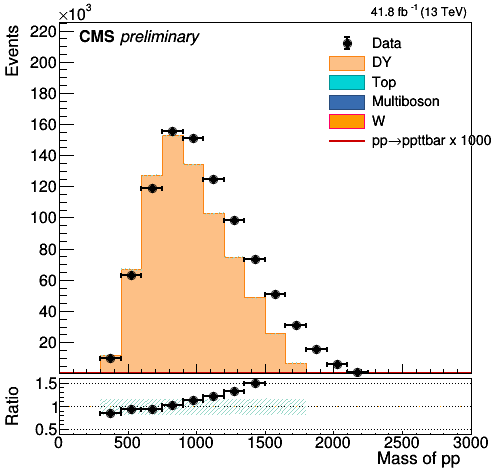 ×10³
41.8 fb⁻¹ (13 TeV)
CMS preliminary
Events
220
200
180
160
140
120
100
80
60
40
20
Data
DY
Top
Multiboson
W
pp→ppttbar x 1000
Ratio
1.5
1
0.5
0 500 1000 1500 2000 2500 3000
Mass of pp